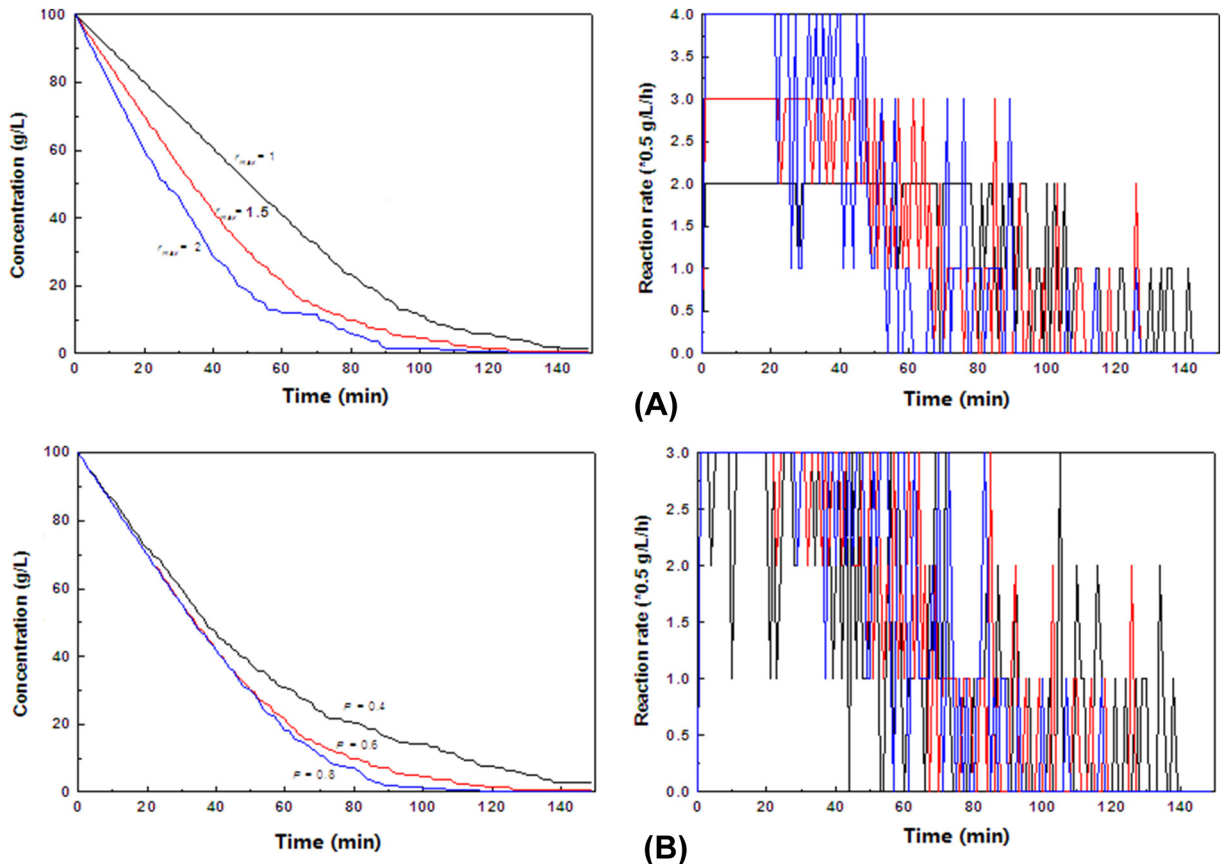 Concentration (g/L)
100
80
60
40
20
0
r_max = 1
r_max = 1.5
r_max = 2
0 20 40 60 80 100 120 140
Time (min)
Reaction rate (*0.5 g/L/h)
4.0
3.5
3.0
2.5
2.0
1.5
1.0
0.5
0.0
0 20 40 60 80 100 120 140
Time (min)
(A)
Concentration (g/L)
100
80
60
40
20
0
P = 0.4
P = 0.6
P = 0.8
0 20 40 60 80 100 120 140
Time (min)
Reaction rate (*0.5 g/L/h)
3.0
2.5
2.0
1.5
1.0
0.5
0.0
0 20 40 60 80 100 120 140
Time (min)
(B)